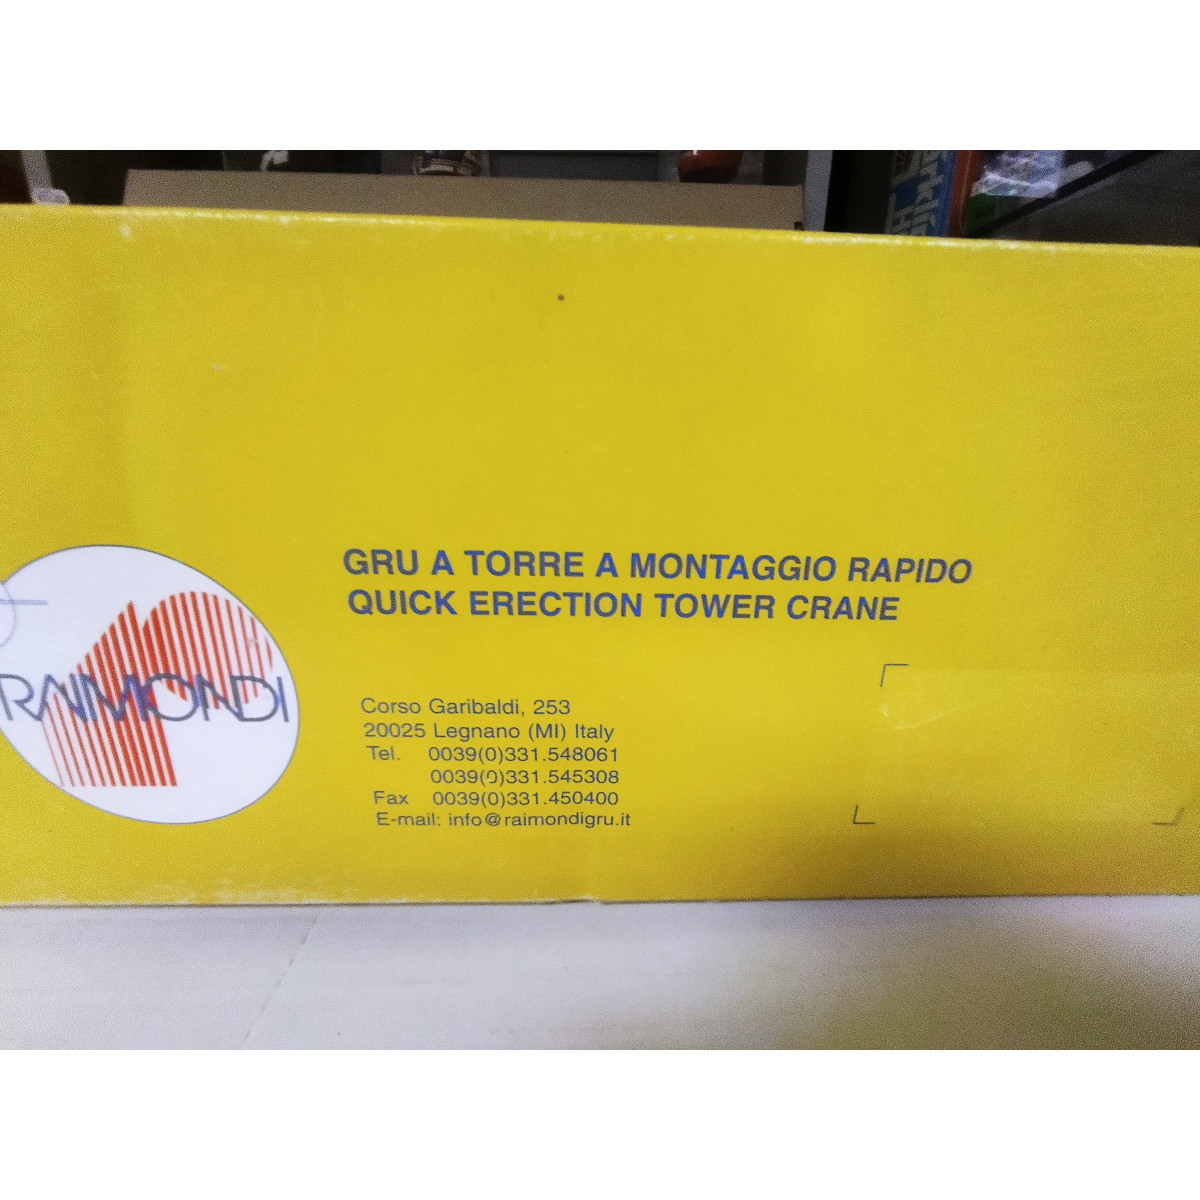 GRU A TORRE A MONTAGGIO RAPIDO
QUICK ERECTION TOWER CRANE
RAIMONDI
Corso Garibaldi, 253
20025 Legnano (MI) Italy
Tel. 0039(0)331.548061
0039(0)331.545308
Fax 0039(0)331.450400
E-mail: info@raimondigru.it